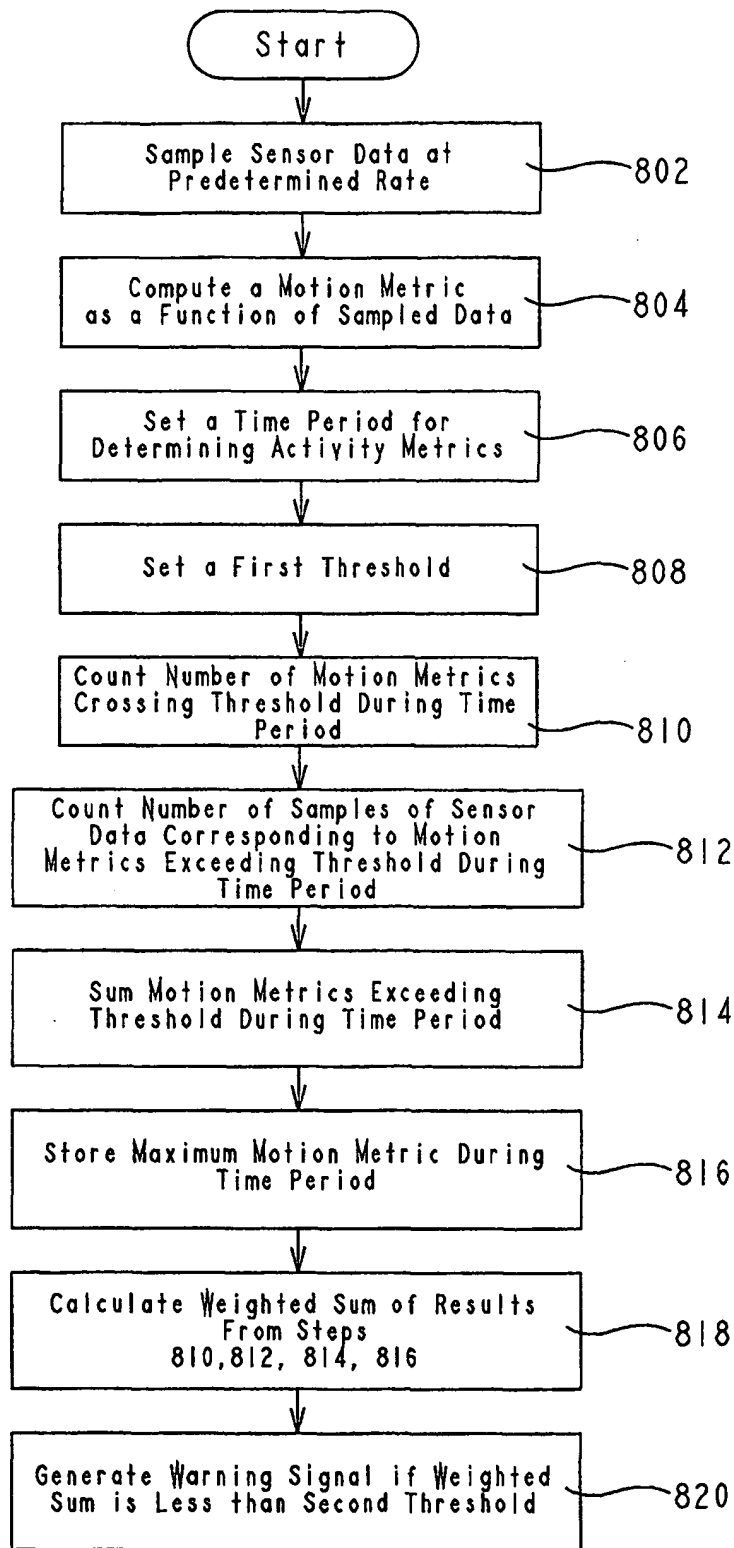 Start
Sample Sensor Data at
Predetermined Rate
802
Compute a Motion Metric
as a Function of Sampled Data
804
Set a Time Period for
Determining Activity Metrics
806
Set a First Threshold
808
Count Number of Motion Metrics
Crossing Threshold During Time
Period
810
Count Number of Samples of Sensor
Data Corresponding to Motion
Metrics Exceeding Threshold During
Time Period
812
Sum Motion Metrics Exceeding
Threshold During Time Period
814
Store Maximum Motion Metric During
Time Period
816
Calculate Weighted Sum of Results
From Steps
810,812, 814, 816
818
Generate Warning Signal if Weighted
Sum is Less than Second Threshold
820